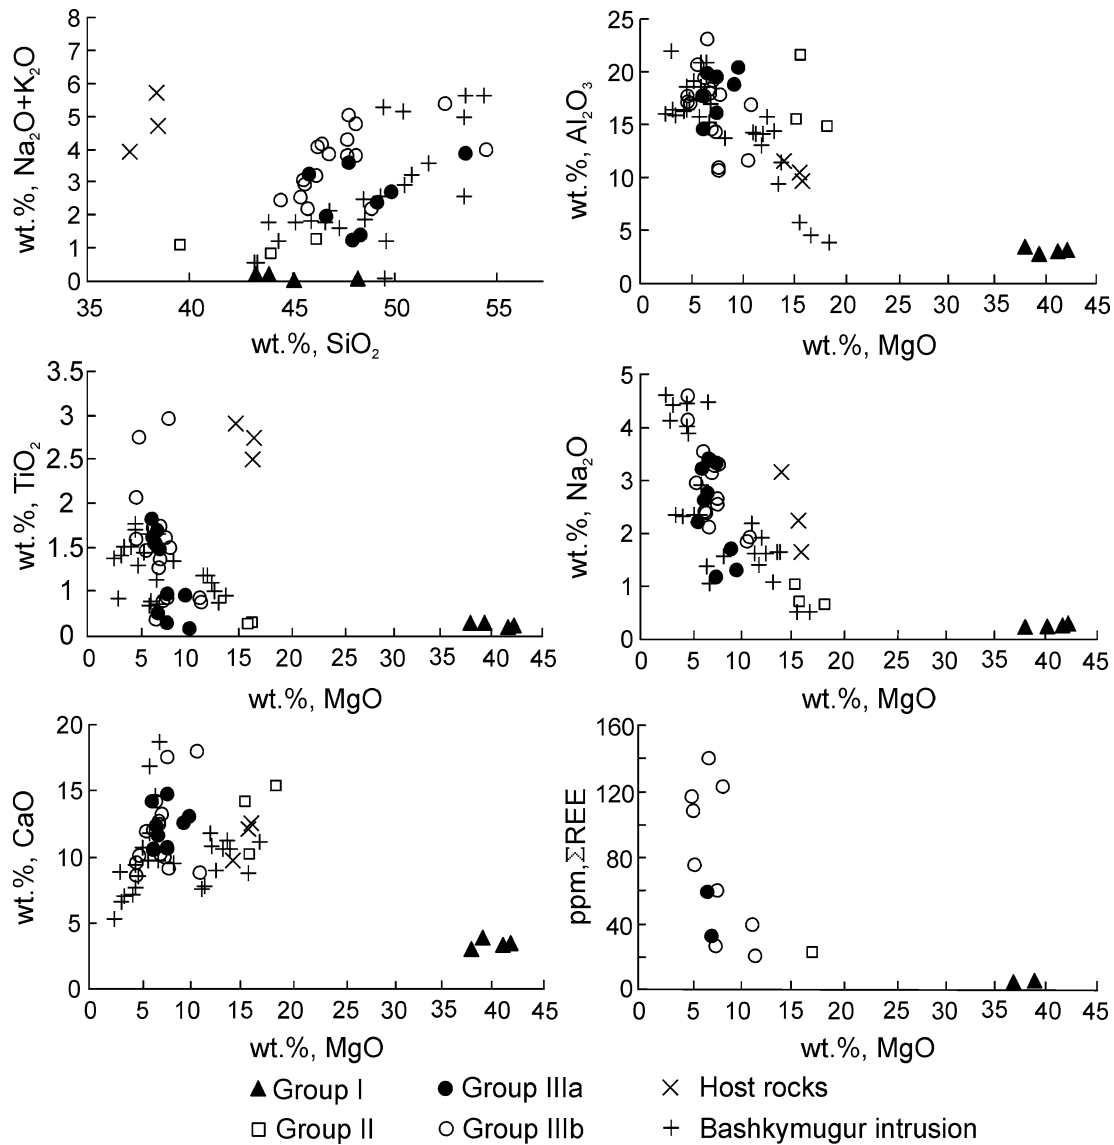 wt.%, Na₂O+K₂O
8
7
6
5
4
3
2
1
0
35 40 45 50 55
wt.%, SiO₂
wt.%, Al₂O₃
25
20
15
10
5
0
0 5 10 15 20 25 30 35 40 45
wt.%, MgO
wt.%, TiO₂
3.5
3
2.5
2
1.5
1
0
0 5 10 15 20 25 30 35 40 45
wt.%, MgO
wt.%, Na₂O
5
4
3
2
1
0
0 5 10 15 20 25 30 35 40 45
wt.%, MgO
wt.%, CaO
20
15
10
5
0
0 5 10 15 20 25 30 35 40 45
wt.%, MgO
ppm,ΣREE
160
120
80
40
0
0 5 10 15 20 25 30 35 40 45
wt.%, MgO
Group I Group IIIa Host rocks
Group II Group IIIb Bashkymugur intrusion